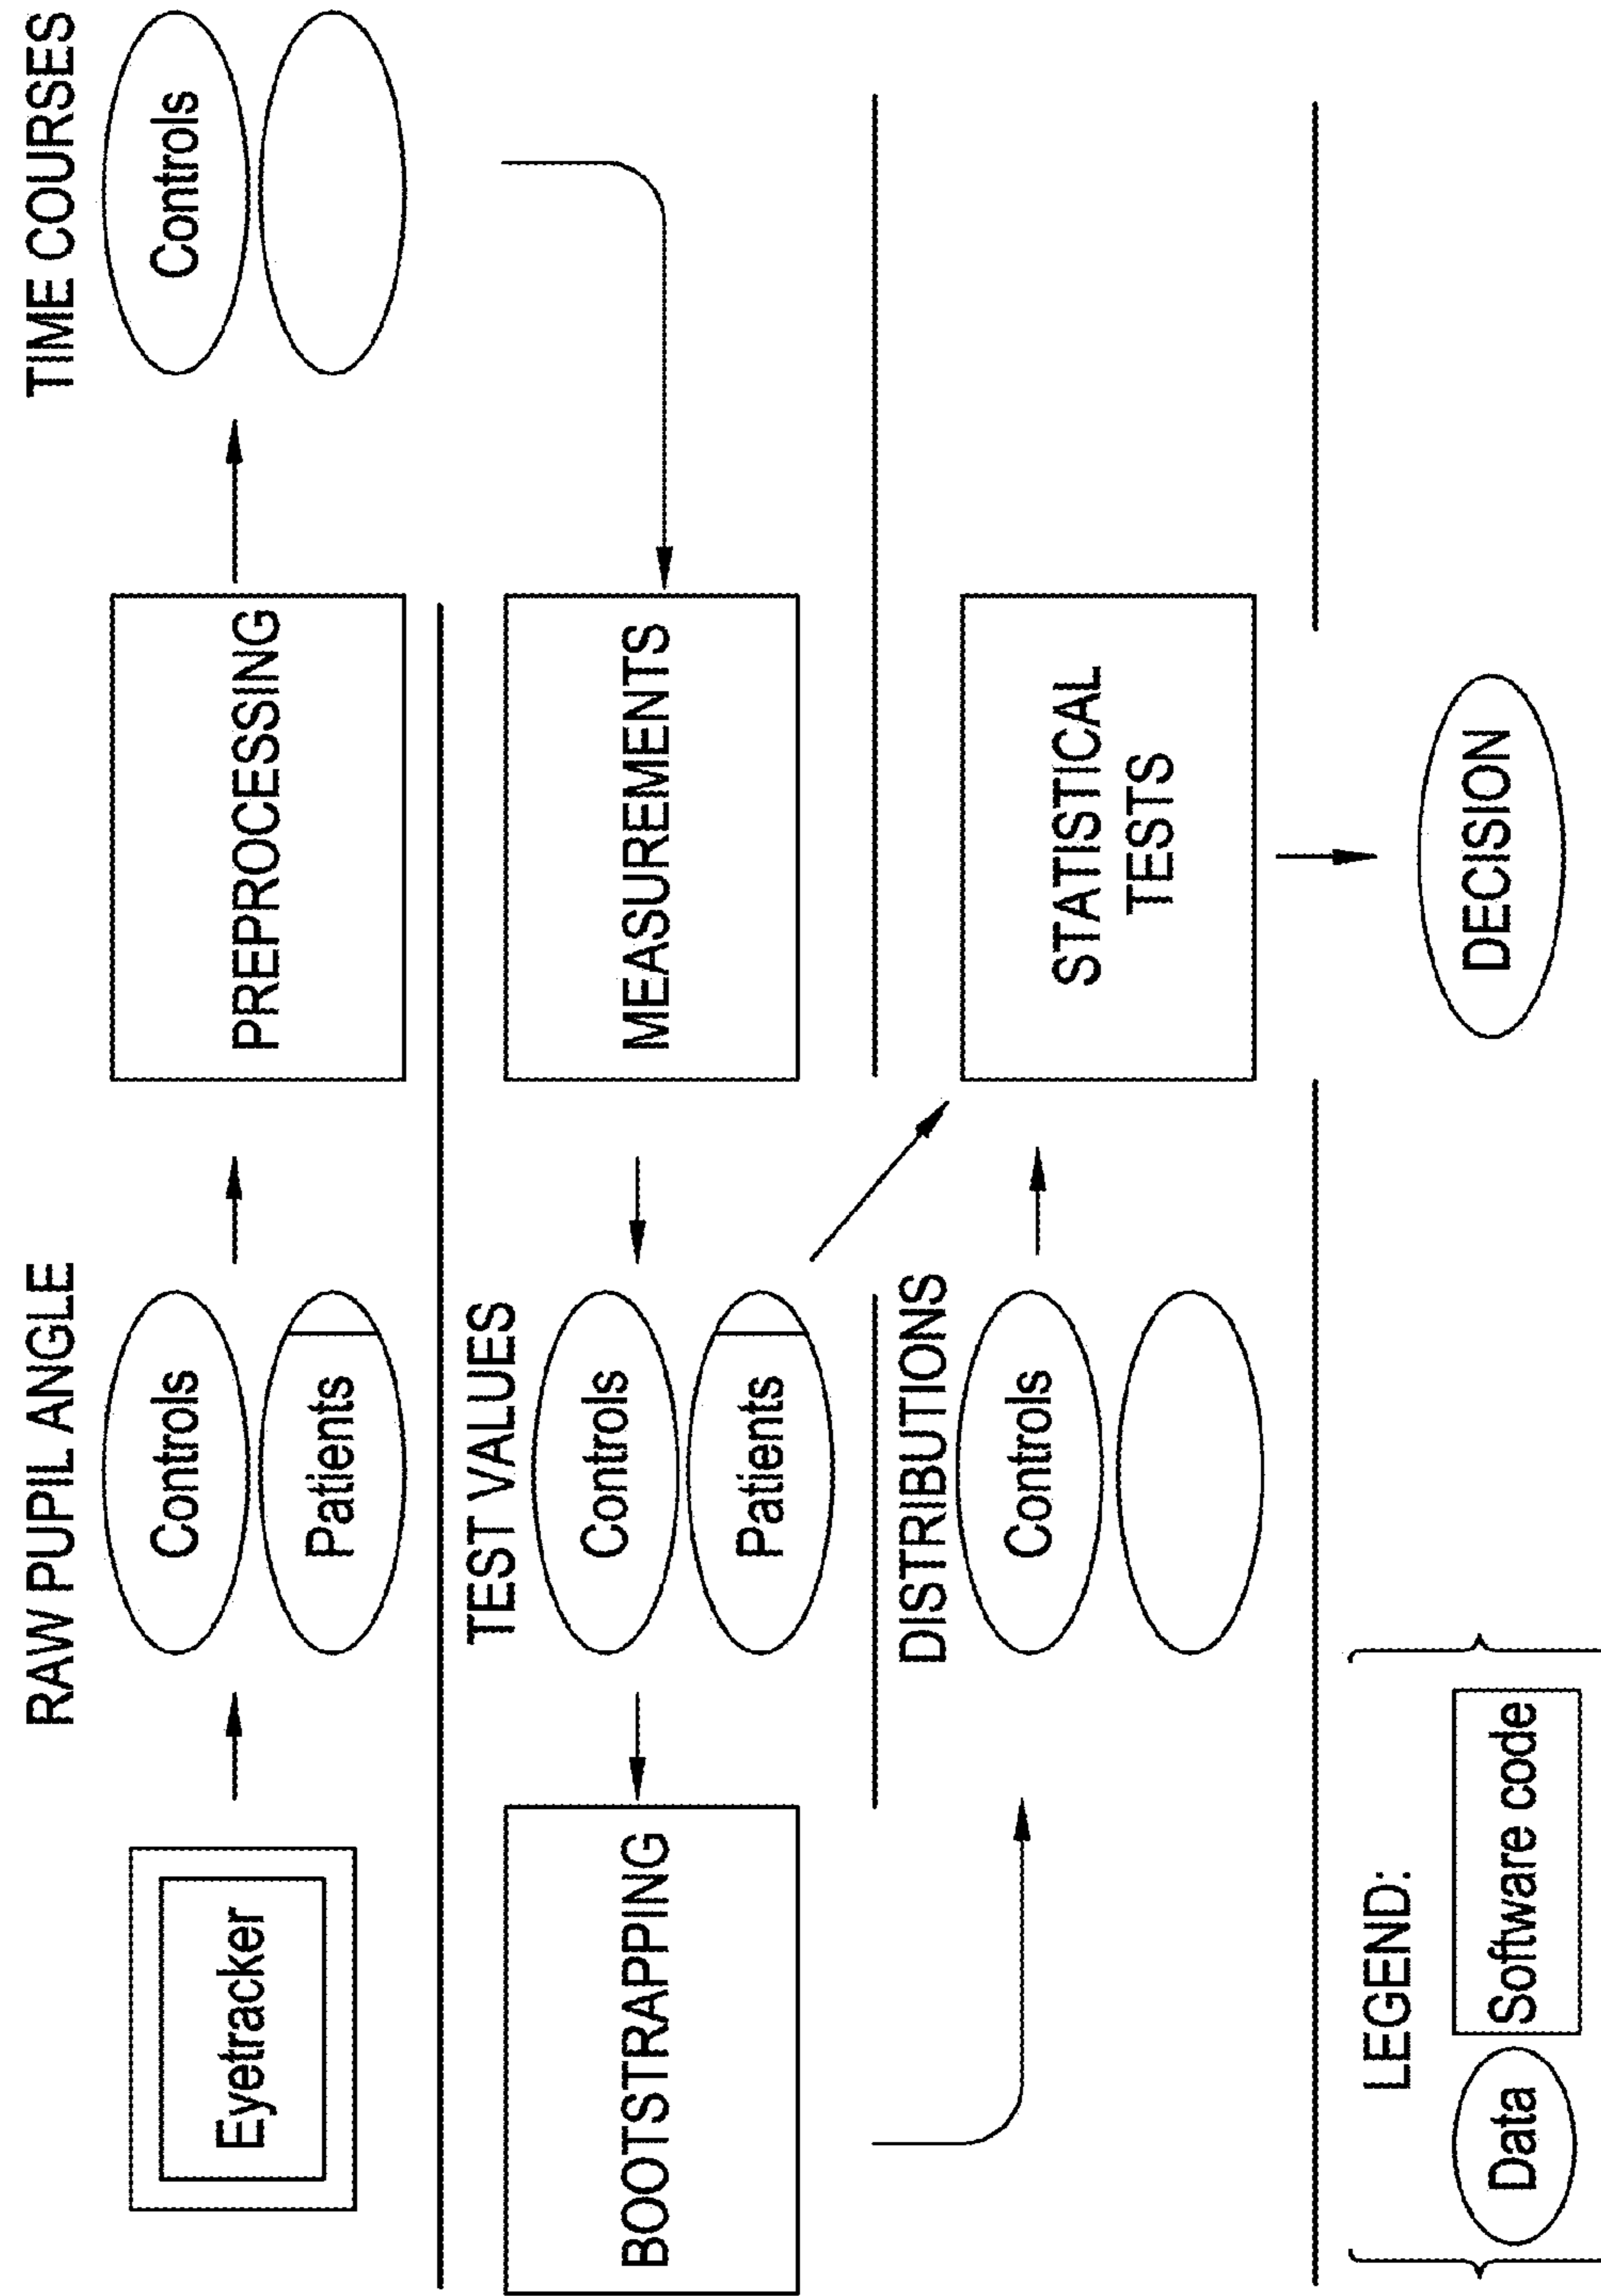 RAW PUPIL ANGLE
TIME COURSES
Eyetracker
Controls
Patients
PREPROCESSING
Controls
TEST VALUES
BOOTSTRAPPING
Controls
Patients
MEASUREMENTS
DISTRIBUTIONS
Controls
STATISTICAL
TESTS
LEGEND:
Data
Software code
DECISION